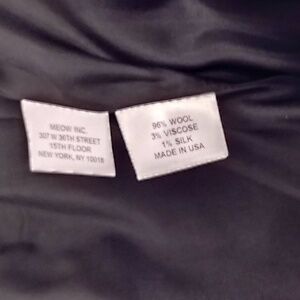 MEOW INC.
307 W 36TH STREET
15TH FLOOR
NEW YORK, NY 10018
96% WOOL
3% VISCOSE
1% SILK
MADE IN USA